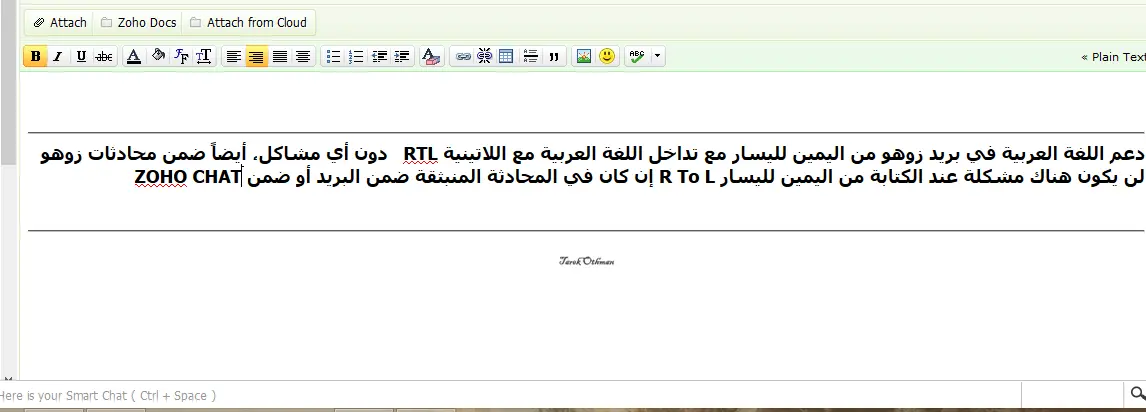 Attach Zoho Docs Attach from Cloud
B I U abc A F T ABC « Plain Text
دعم اللغة العربية في بريد زوهو من اليمين لليسار مع تداخل اللغة العربية مع اللاتينية RTL دون أي مشاكل، أيضاً ضمن محادثات زوهو
لن يكون هناك مشكلة عند الكتابة من اليمين لليسار R To L إن كان في المحادثة المنبثقة ضمن البريد أو ضمن ZOHO CHAT
Tarek Othman
Here is your Smart Chat ( Ctrl + Space )